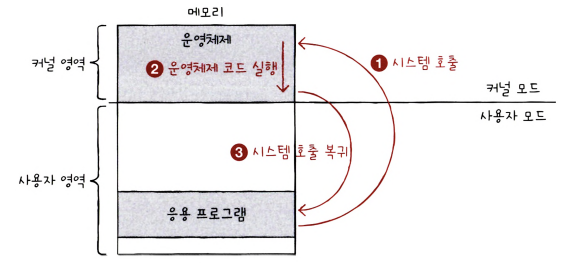 메모리
운영체제
커널 영역
2 운영체제 코드 실행
1 시스템 호출
커널 모드
사용자 모드
3 시스템 호출 복귀
사용자 영역
응용 프로그램